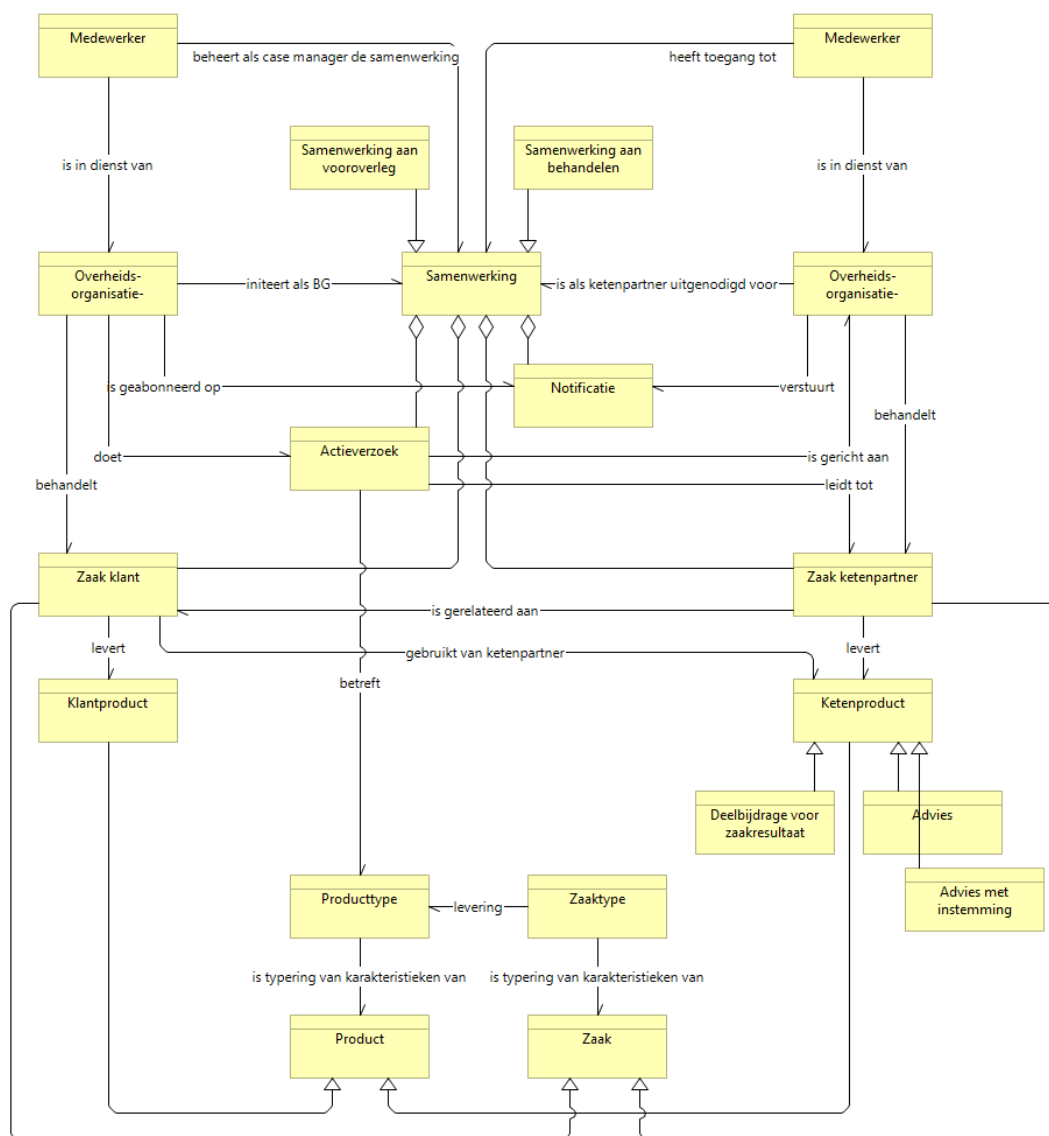 Medewerker
Medewerker
beheert als case manager de samenwerking
heeft toegang tot
Samenwerking aan
vooroverleg
Samenwerking aan
behandelen
is in dienst van
is in dienst van
Overheids-
organisatie-
initeert als BG
Samenwerking
is als ketenpartner uitgenodigd voor
Overheids-
organisatie-
is geabonneerd op
Notificatie
verstuurt
behandelt
doet
Actieverzoek
is gericht aan
behandelt
leidt tot
Zaak klant
Zaak ketenpartner
is gerelateerd aan
levert
gebruikt van ketenpartner
levert
betreft
Klantproduct
Ketenproduct
Deelbijdrage voor
zaakresultaat
Advies
Advies met
instemming
Producttype
levering
Zaaktype
is typering van karakteristieken van
is typering van karakteristieken van
Product
Zaak